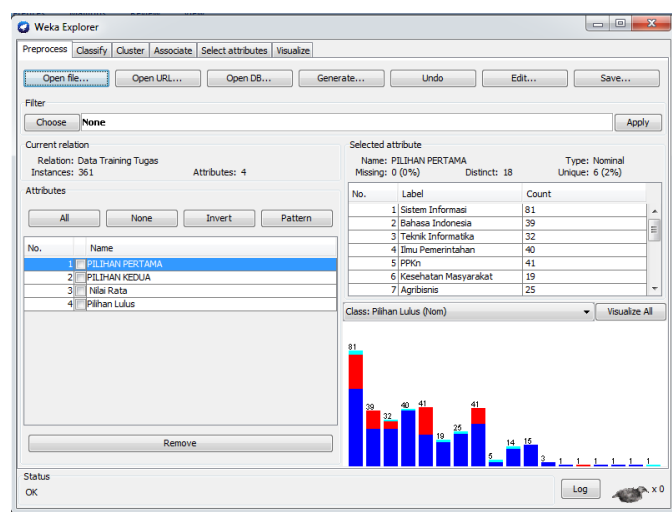 Weka Explorer
Preprocess Classify Cluster Associate Select attributes Visualize
Open file... Open URL... Open DB... Generate... Undo Edit... Save...
Filter
Choose None Apply
Current relation
Relation: Data Training Tugas
Instances: 361 Attributes: 4
Attributes
All None Invert Pattern
No. Name
1 PILIHAN PERTAMA
2 PILIHAN KEDUA
3 Nilai Rata
4 Pilihan Lulus
Remove
Selected attribute
Name: PILIHAN PERTAMA Type: Nominal
Missing: 0 (0%) Distinct: 18 Unique: 6 (2%)
No. Label Count
1 Sistem Informasi 81
2 Bahasa Indonesia 39
3 Teknik Informatika 32
4 Ilmu Pemerintahan 40
5 PPKn 41
6 Kesehatan Masyarakat 19
7 Agribisnis 25
Class: Pilihan Lulus (Nom) Visualize All
81 39 32 40 41 19 25 41 5 14 15 3 1 1 1 1 1 1
Status
OK
Log x 0